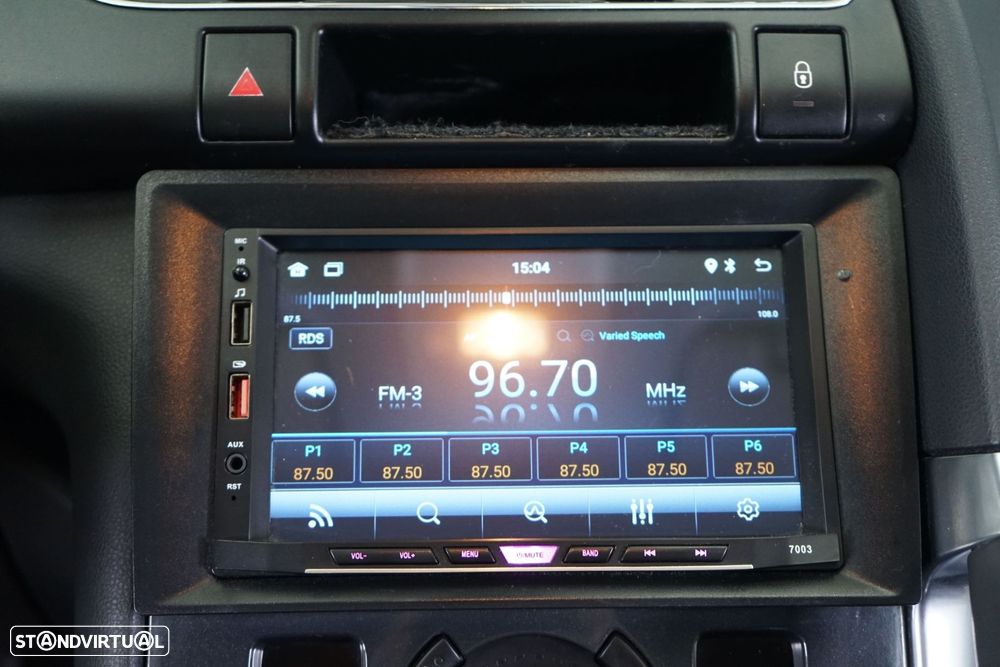 MIC
IR
AUX
RST
15:04
87.5
108.0
RDS
Varied Speech
FM-3
96.70
MHz
P1 P2 P3 P4 P5 P6
87.50 87.50 87.50 87.50 87.50 87.50
VOL- VOL+ MENU BAND
7003
STANDVIRTUAL